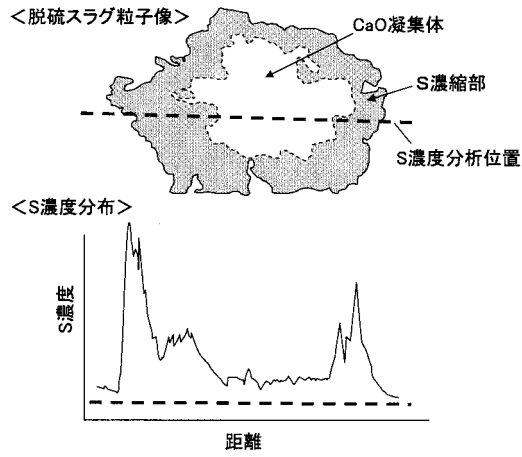 <脱硫スラグ粒子像>
CaO凝集体
S濃縮部
S濃度分析位置
<S濃度分布>
S濃度
距離